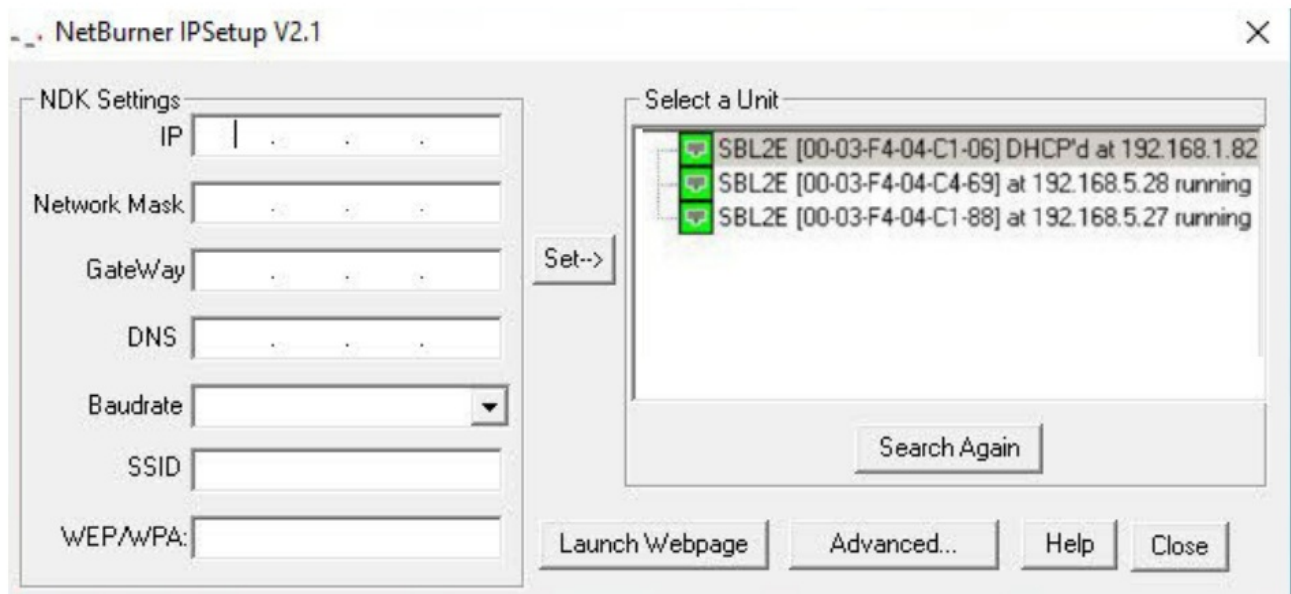 NetBurner IPSetup V2.1
NDK Settings
IP
Network Mask
GateWay
DNS
Baudrate
SSID
WEP/WPA:
Set-->
Select a Unit
SBL2E [00-03-F4-04-C1-06] DHCP'd at 192.168.1.82
SBL2E [00-03-F4-04-C4-69] at 192.168.5.28 running
SBL2E [00-03-F4-04-C1-88] at 192.168.5.27 running
Search Again
Launch Webpage
Advanced...
Help
Close